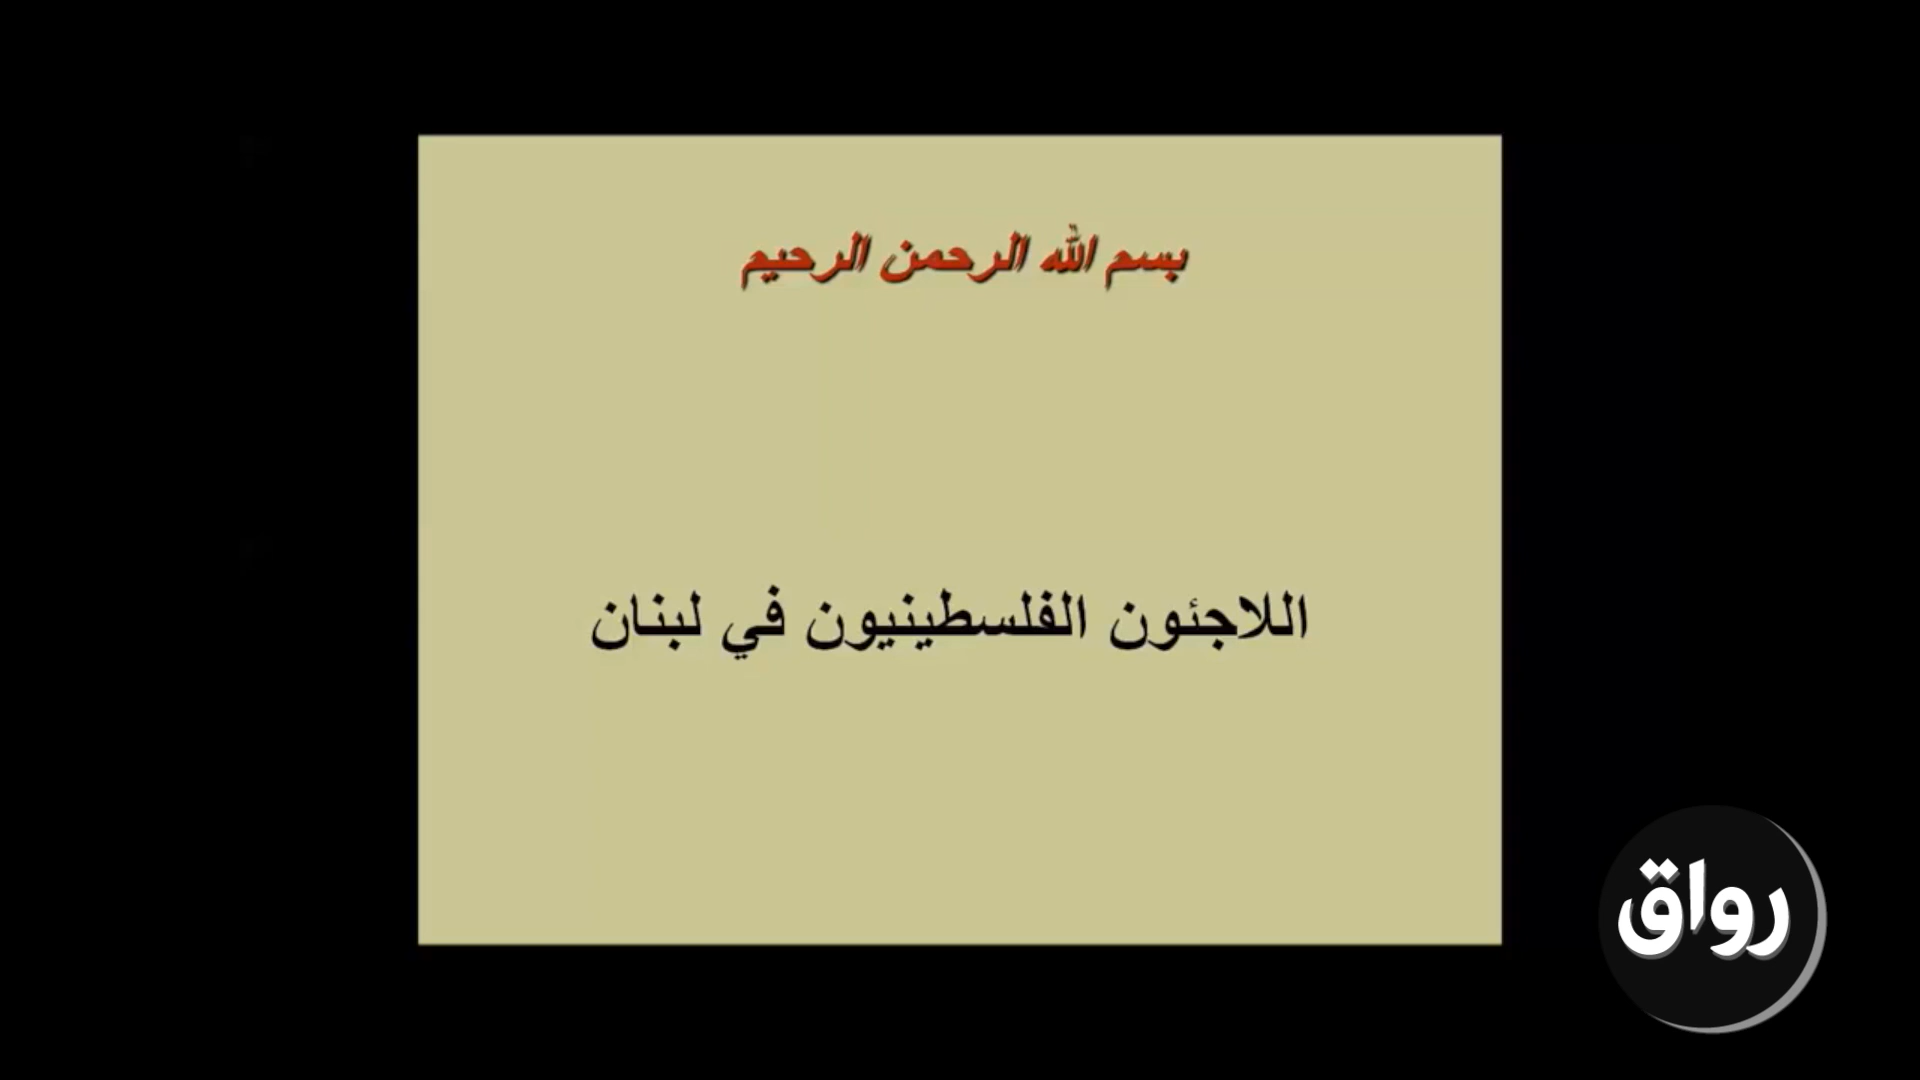 بسم الله الرحمن الرحيم
اللاجئون الفلسطينيون في لبنان
رواق